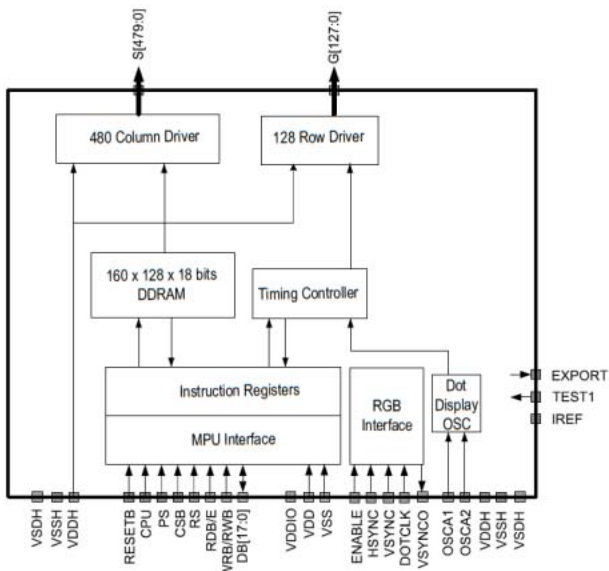 S[479:0]
G[127:0]
480 Column Driver
128 Row Driver
160 x 128 x 18 bits
DDRAM
Timing Controller
Instruction Registers
MPU Interface
RGB
Interface
Dot
Display
OSC
EXPORT
TEST1
IREF
VSDH
VSSH
VDDH
RESETB
CPU
PS
CSB
RS
RDB/E
WRB/RWB
DB[17:0]
VDDIO
VDD
VSS
ENABLE
HSYNC
VSYNC
DOTCLK
VSYNCO
OSCA1
OSCA2
VDDH
VSSH
VSDH